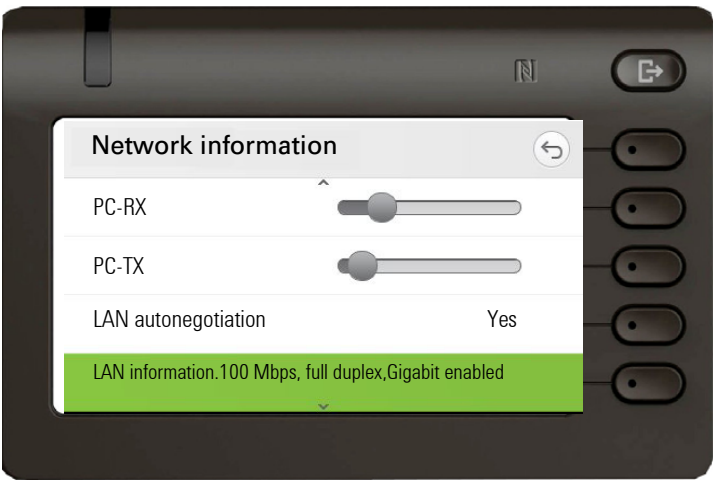 Network information
PC-RX
PC-TX
LAN autonegotiation Yes
LAN information.100 Mbps, full duplex,Gigabit enabled